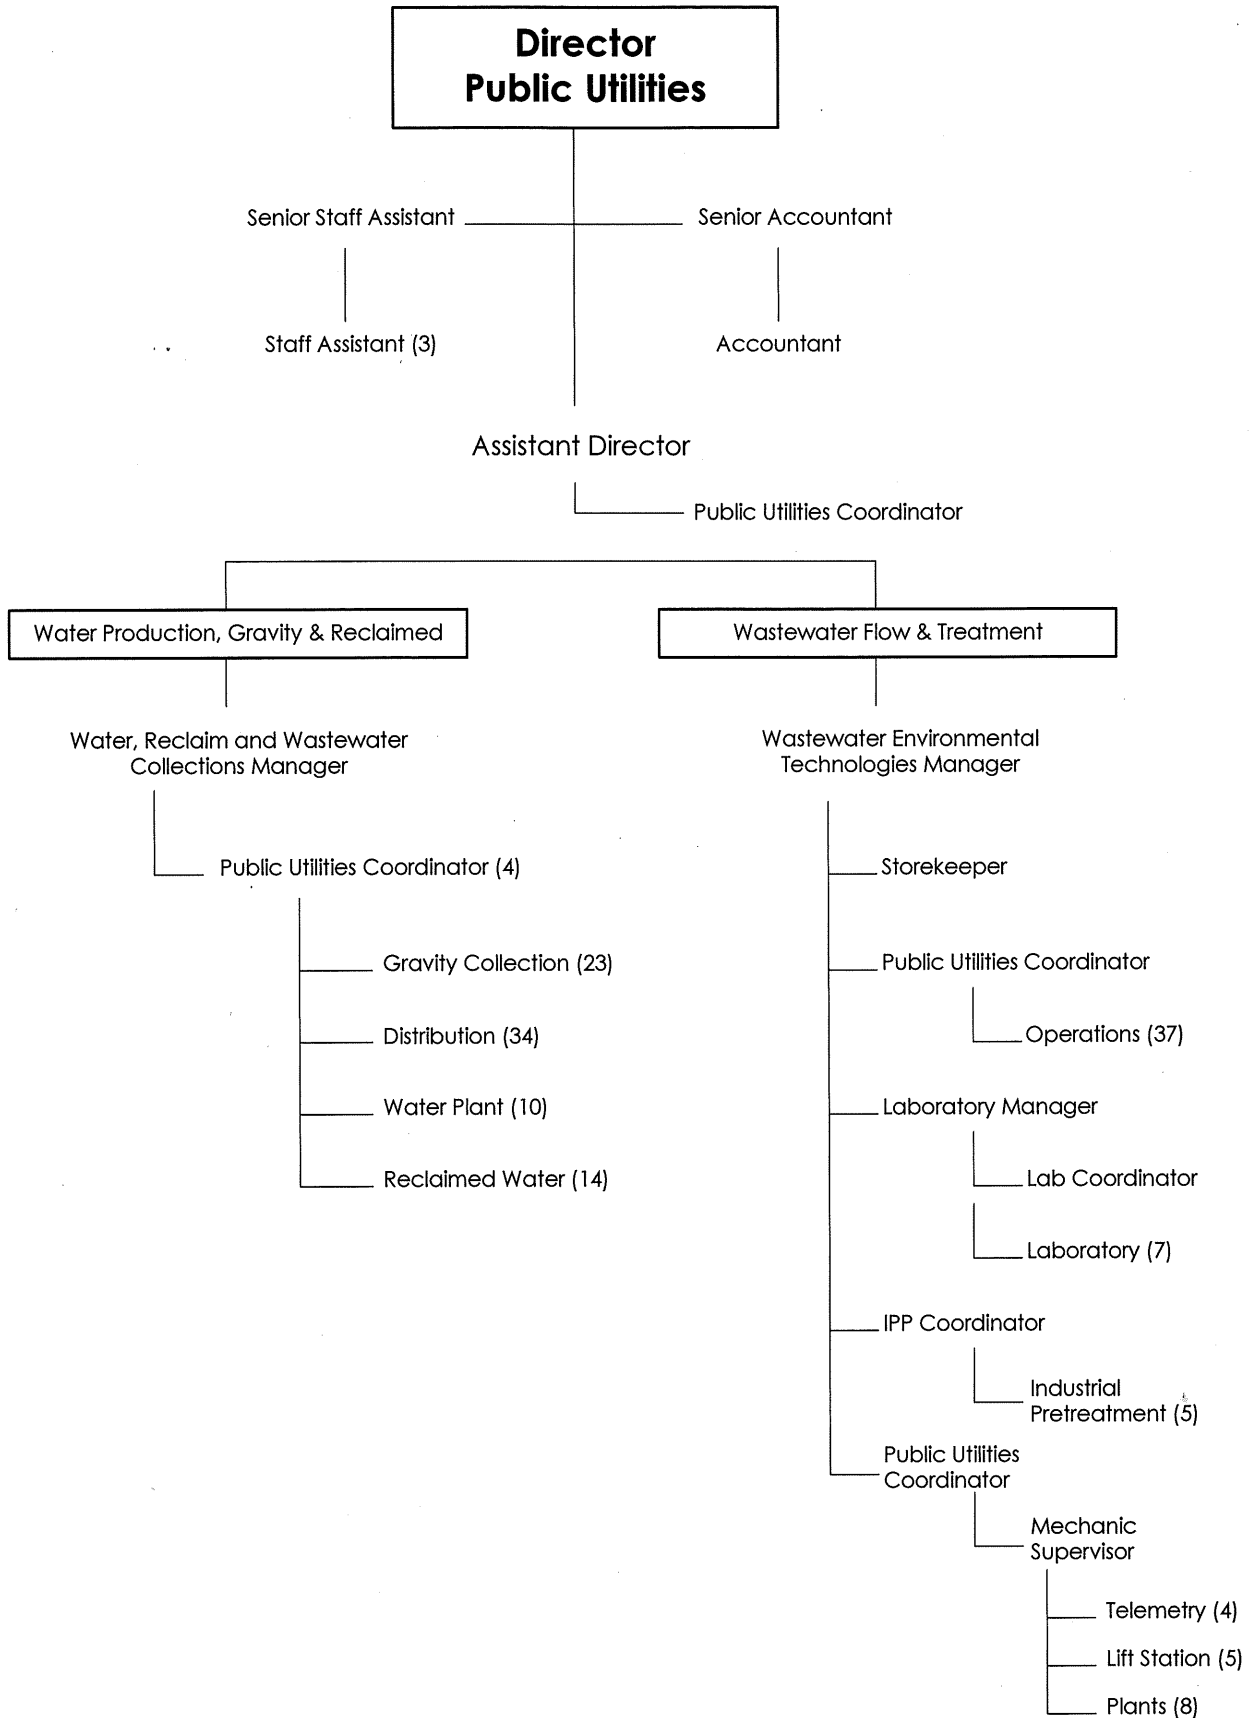 Director
Public Utilities
Senior Staff Assistant
Senior Accountant
Staff Assistant (3)
Accountant
Assistant Director
Public Utilities Coordinator
Water Production, Gravity & Reclaimed
Wastewater Flow & Treatment
Water, Reclaim and Wastewater
Collections Manager
Public Utilities Coordinator (4)
Gravity Collection (23)
Distribution (34)
Water Plant (10)
Reclaimed Water (14)
Wastewater Environmental
Technologies Manager
Storekeeper
Public Utilities Coordinator
Operations (37)
Laboratory Manager
Lab Coordinator
Laboratory (7)
IPP Coordinator
Industrial
Pretreatment (5)
Public Utilities
Coordinator
Mechanic
Supervisor
Telemetry (4)
Lift Station (5)
Plants (8)